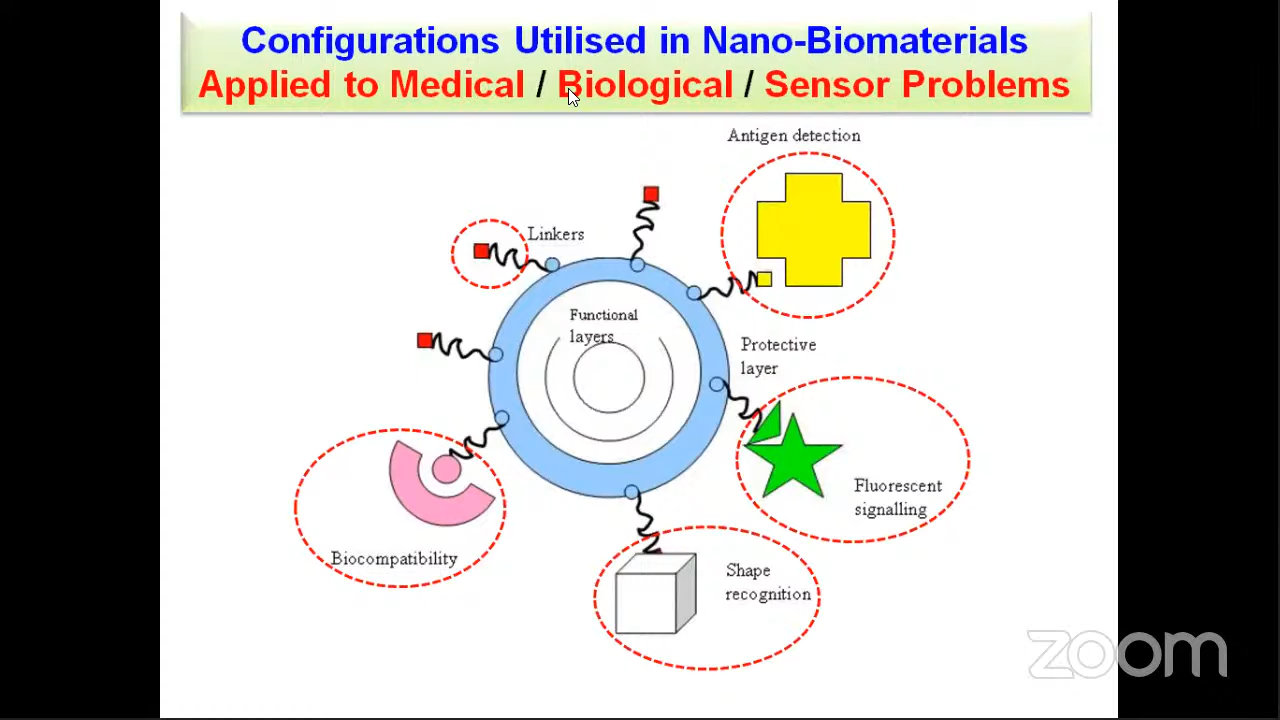 Configurations Utilised in Nano-Biomaterials
Applied to Medical / Biological / Sensor Problems
Antigen detection
Linkers
Functional
layers
Protective
layer
Fluorescent
signalling
Biocompatibility
Shape
recognition
zoom